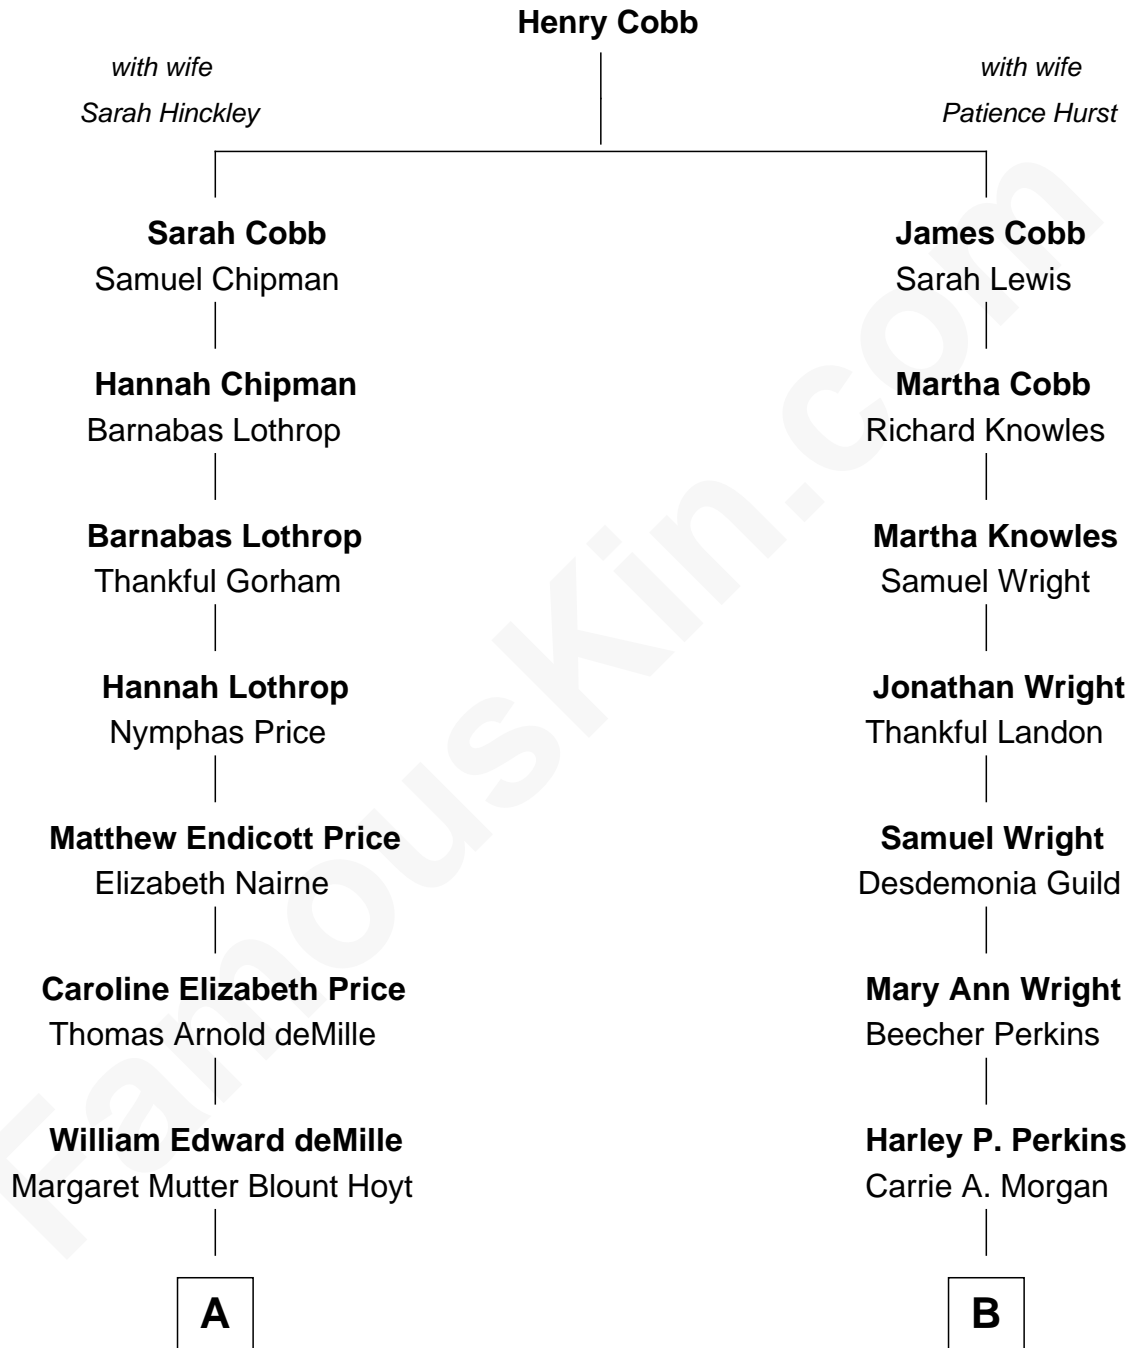 Henry Cobb
with wife
Sarah Hinckley
with wife
Patience Hurst
Sarah Cobb
Samuel Chipman
Hannah Chipman
Barnabas Lothrop
Barnabas Lothrop
Thankful Gorham
Hannah Lothrop
Nymphas Price
Matthew Endicott Price
Elizabeth Nairne
Caroline Elizabeth Price
Thomas Arnold deMille
William Edward deMille
Margaret Mutter Blount Hoyt
A
James Cobb
Sarah Lewis
Martha Cobb
Richard Knowles
Martha Knowles
Samuel Wright
Jonathan Wright
Thankful Landon
Samuel Wright
Desdemonia Guild
Mary Ann Wright
Beecher Perkins
Harley P. Perkins
Carrie A. Morgan
B
FamousKin.com